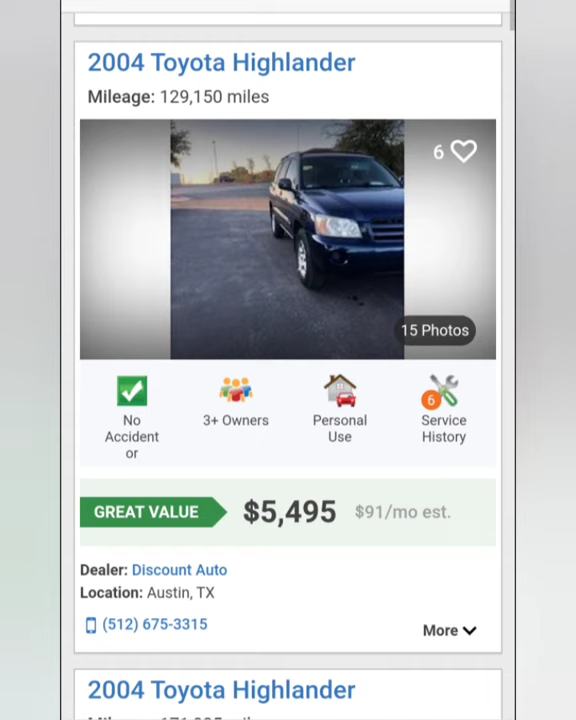 2004 Toyota Highlander
Mileage: 129,150 miles
6
15 Photos
No
Accident
or
3+ Owners
Personal
Use
6
Service
History
GREAT VALUE
$5,495
$91/mo est.
Dealer: Discount Auto
Location: Austin, TX
(512) 675-3315
More
2004 Toyota Highlander